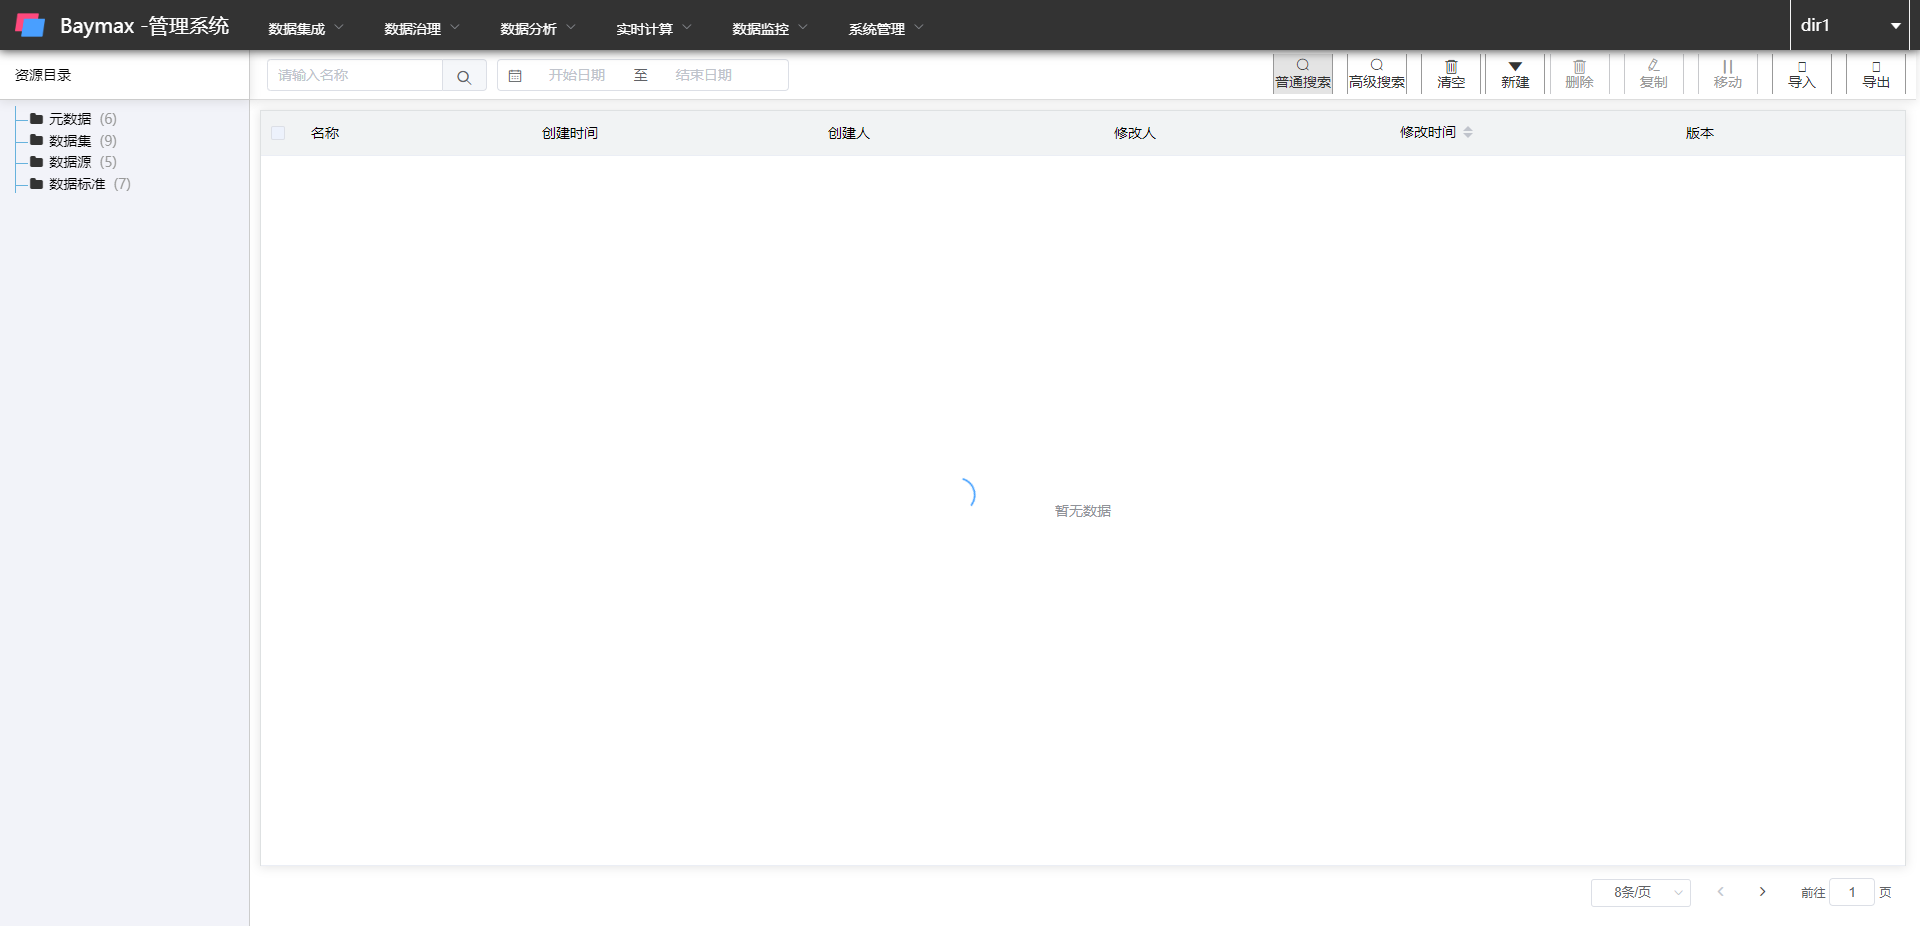 Baymax -管理系统
数据集成
数据治理
数据分析
实时计算
数据监控
系统管理
dir1
资源目录
请输入名称
开始日期 至 结束日期
普通搜索
高级搜索
清空
新建
删除
复制
移动
导入
导出
元数据 (6)
数据集 (9)
数据源 (5)
数据标准 (7)
名称 创建时间 创建人 修改人 修改时间 版本
暂无数据
8条/页
前往 1 页